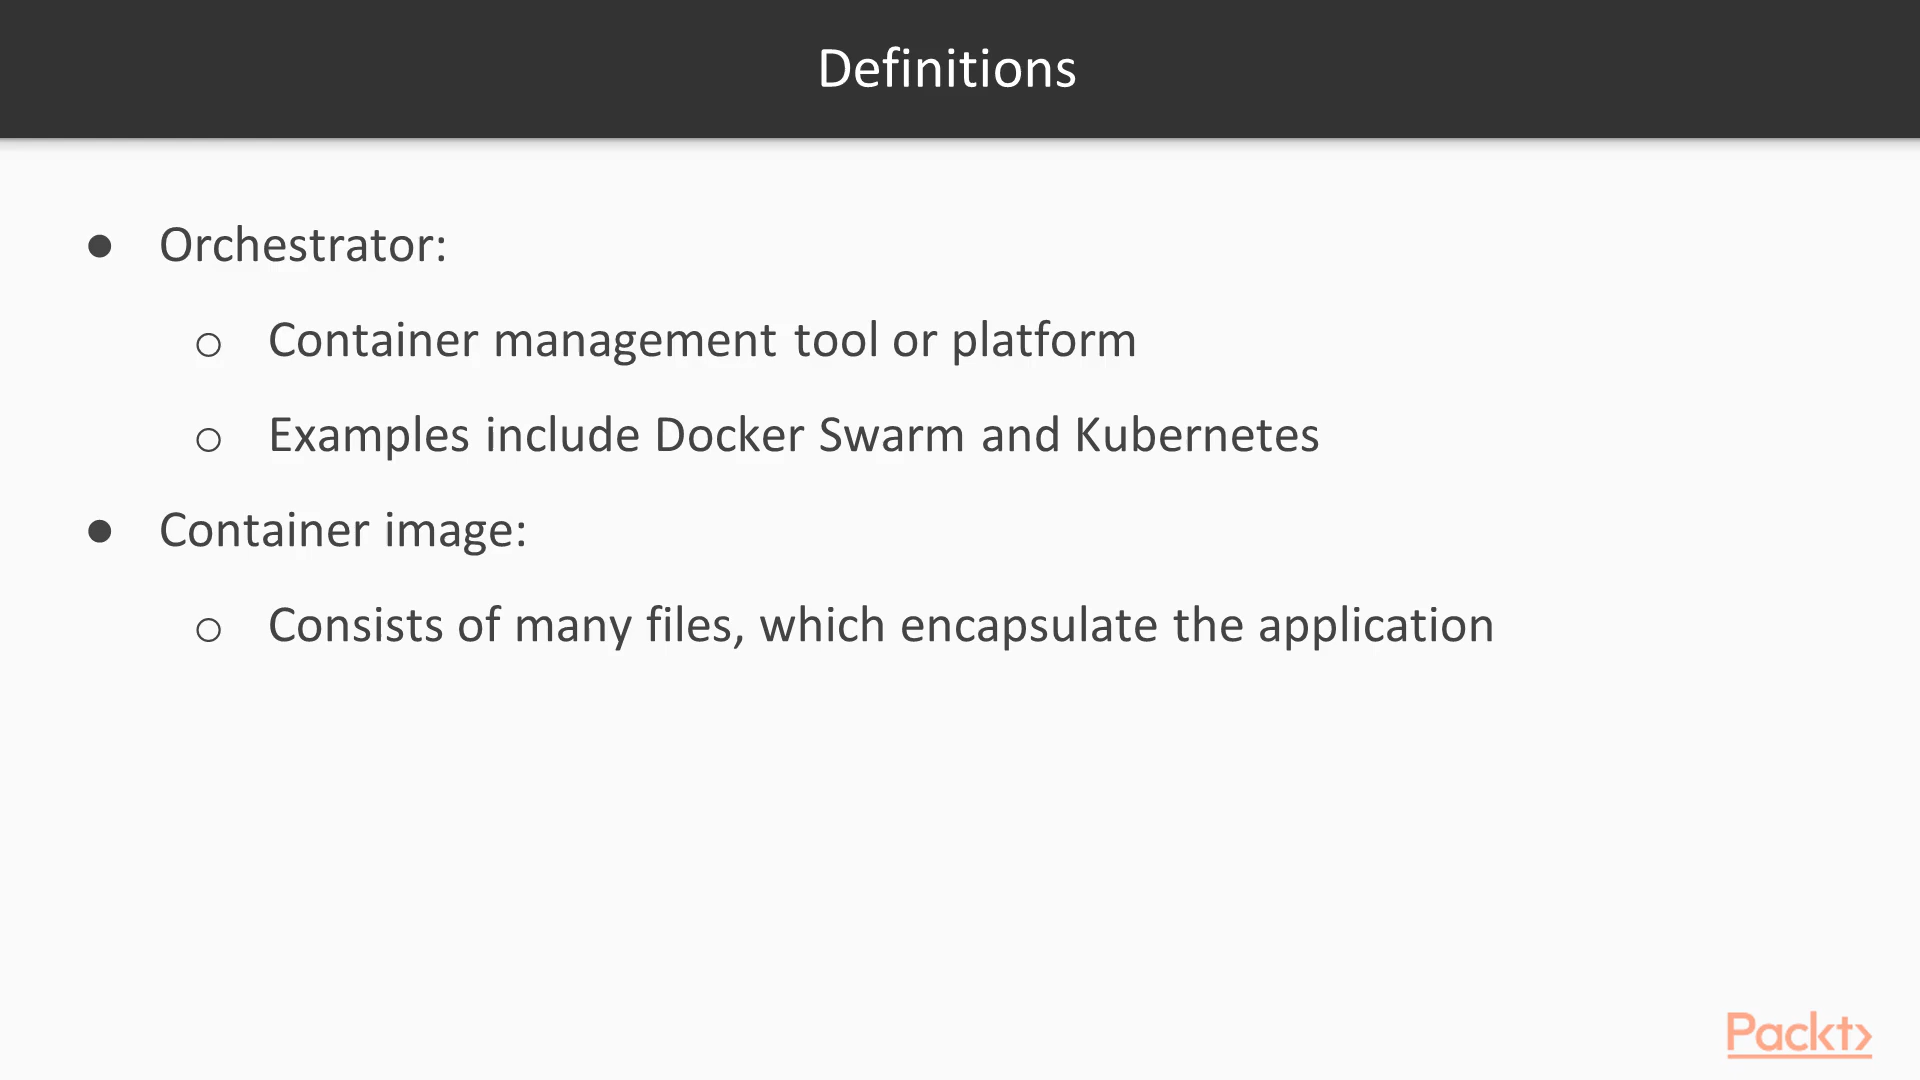 Definitions
● Orchestrator:
○ Container management tool or platform
○ Examples include Docker Swarm and Kubernetes
● Container image:
○ Consists of many files, which encapsulate the application
Packt>